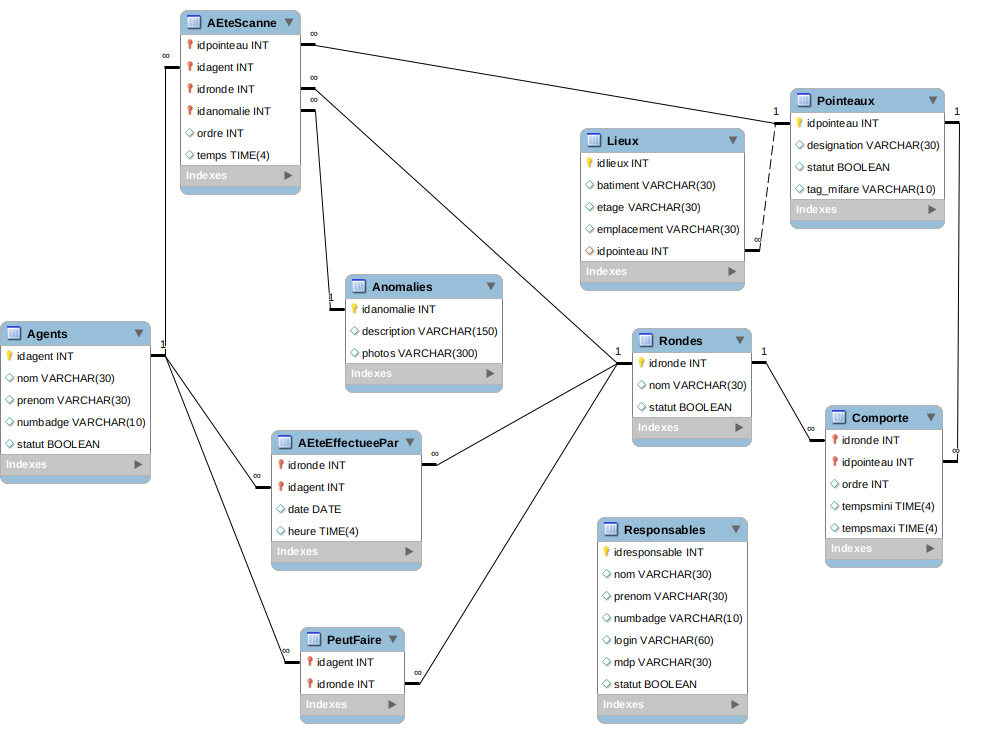 AEteScanne
idpointeau INT
idagent INT
idronde INT
idanomalie INT
ordre INT
temps TIME(4)
Indexes
Pointeaux
idpointeau INT
designation VARCHAR(30)
statut BOOLEAN
tag_mifare VARCHAR(10)
Indexes
Lieux
idlieux INT
batiment VARCHAR(30)
etage VARCHAR(30)
emplacement VARCHAR(30)
idpointeau INT
Indexes
Anomalies
idanomalie INT
description VARCHAR(150)
photos VARCHAR(300)
Indexes
Agents
idagent INT
nom VARCHAR(30)
prenom VARCHAR(30)
numbadge VARCHAR(10)
statut BOOLEAN
Indexes
Rondes
idronde INT
nom VARCHAR(30)
statut BOOLEAN
Indexes
Comporte
idronde INT
idpointeau INT
ordre INT
tempsmini TIME(4)
tempsmaxi TIME(4)
Indexes
AEteEffectueePar
idronde INT
idagent INT
date DATE
heure TIME(4)
Indexes
Responsables
idresponsable INT
nom VARCHAR(30)
prenom VARCHAR(30)
numbadge VARCHAR(10)
login VARCHAR(60)
mdp VARCHAR(30)
statut BOOLEAN
Indexes
PeutFaire
idagent INT
idronde INT
Indexes
∞
∞
∞
∞
1
1
∞
1
1
1
1
∞
∞
∞
∞
∞
∞